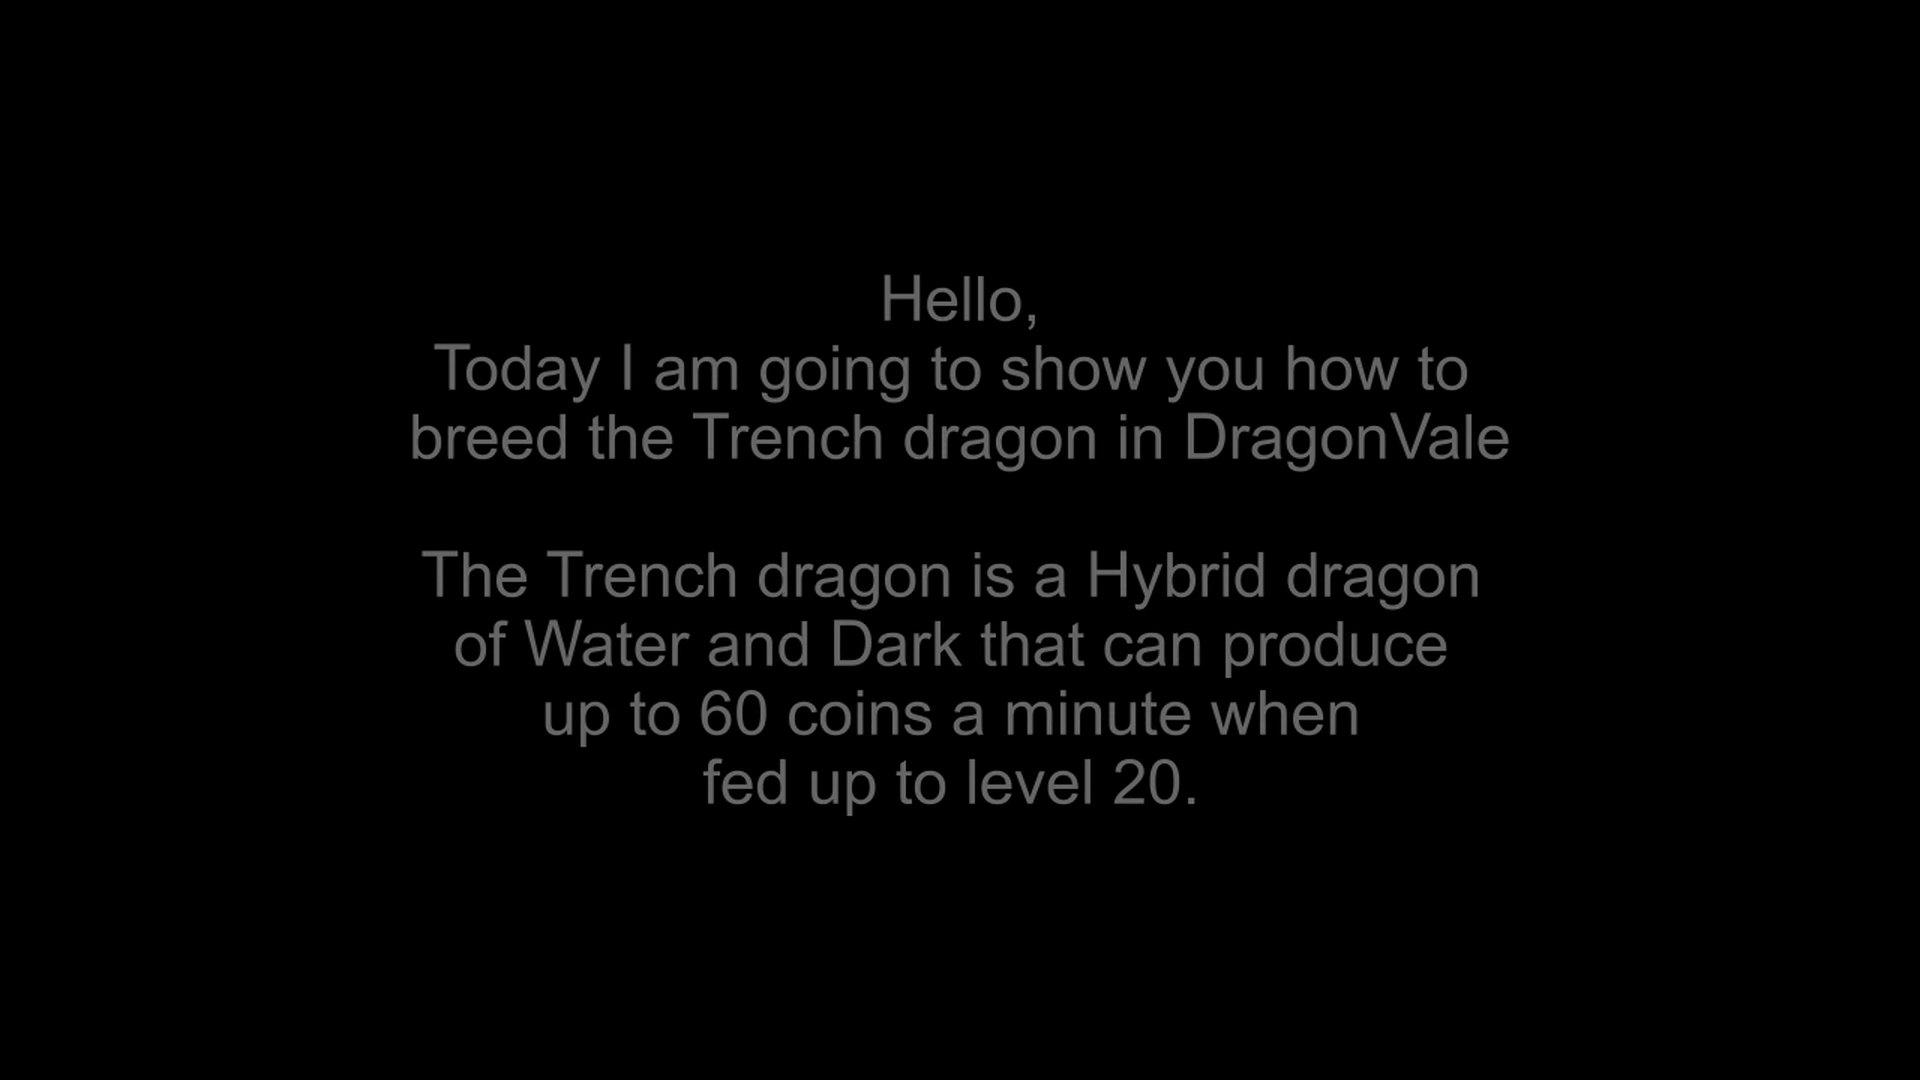 Hello,
Today I am going to show you how to
breed the Trench dragon in DragonVale
The Trench dragon is a Hybrid dragon
of Water and Dark that can produce
up to 60 coins a minute when
fed up to level 20.